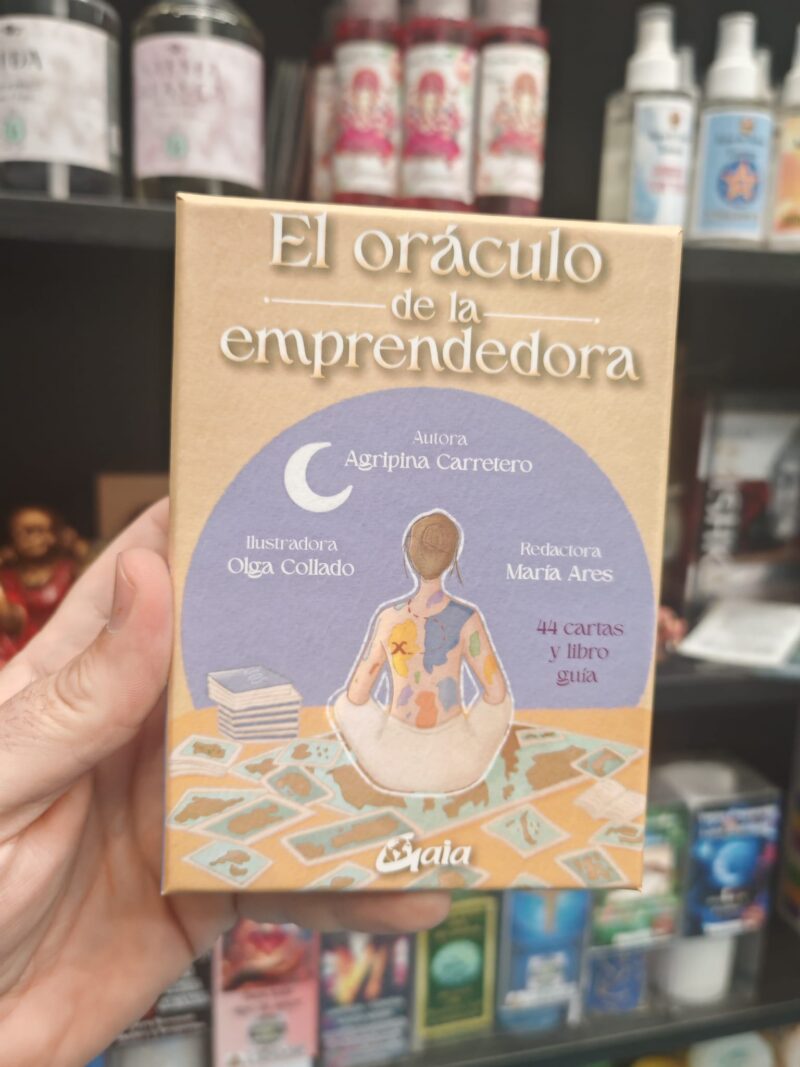 El oráculo
de la
emprendedora
Autora
Agripina Carretero
Ilustradora
Olga Collado
Redactora
María Ares
44 cartas
y libro
guía
Gaia